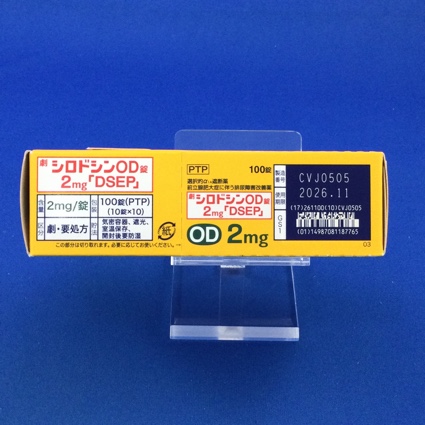 劇 シロドシンOD錠
2mg「DSEP」
含量 2mg/錠
包装 100錠(PTP)
(10錠×10)
区分 劇・要処方
貯法 気密容器、遮光、
室温保存、
開封後要防湿
この部分は切り取れます。必要に応じてお使いください。
紙
PTP 100錠
選択的α₁A遮断薬
前立腺肥大症に伴う排尿障害改善薬
劇 シロドシンOD錠
2mg「DSEP」
OD 2mg
製造番号 CVJ0505
使用期限 2026.11
(17)261100(10)CVJ0505
GS1
(01)14987081187765
03